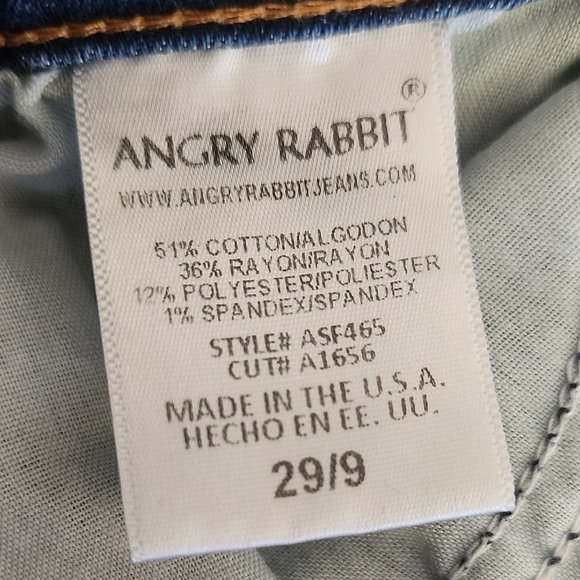 ANGRY RABBIT®
WWW.ANGRYRABBITJEANS.COM
51% COTTON/ALGODON
36% RAYON/RAYON
12% POLYESTER/POLIESTER
1% SPANDEX/SPANDEX
STYLE# ASF465
CUT# A1656
MADE IN THE U.S.A.
HECHO EN EE. UU.
29/9